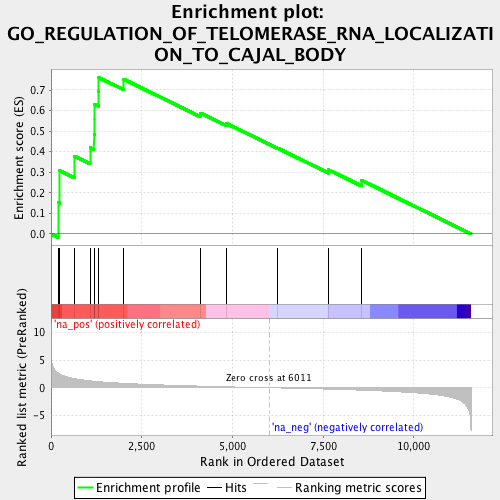 Enrichment plot:
GO_REGULATION_OF_TELOMERASE_RNA_LOCALIZATI
ON_TO_CAJAL_BODY
Enrichment score (ES)
0.7
0.6
0.5
0.4
0.3
0.2
0.1
0.0
'na_pos' (positively correlated)
Ranked list metric (PreRanked)
10
5
0
-5
Zero cross at 6011
'na_neg' (negatively correlated)
0
2,500
5,000
7,500
10,000
Rank in Ordered Dataset
Enrichment profile
Hits
Ranking metric scores